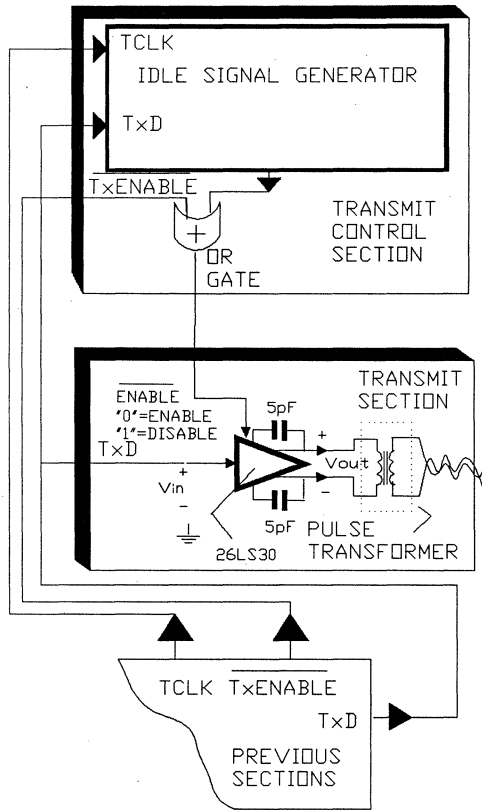 TCLK
IDLE SIGNAL GENERATOR
TxD
TxENABLE
TRANSMIT
CONTROL
SECTION
+
OR
GATE
TRANSMIT
SECTION
ENABLE
"0"=ENABLE
"1"=DISABLE
5pF
TxD
+
Vin
-
+
Vout
-
5pF
26LS30
PULSE
TRANSFORMER
TCLK TxENABLE
TxD
PREVIOUS
SECTIONS